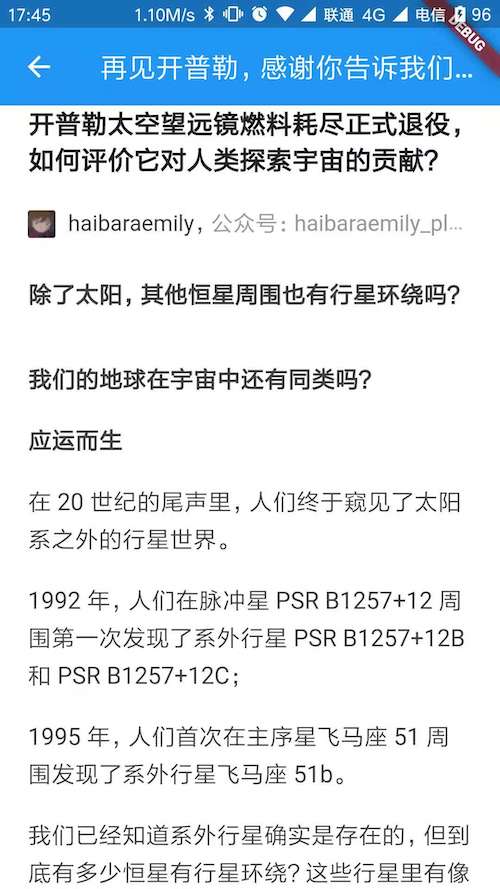 17:45
1.10M/s
联通 4G
电信
96
DEBUG
再见开普勒，感谢你告诉我们...
开普勒太空望远镜燃料耗尽正式退役，
如何评价它对人类探索宇宙的贡献？
haibaraemily，公众号：haibaraemily_pl...
除了太阳，其他恒星周围也有行星环绕吗？
我们的地球在宇宙中还有同类吗？
应运而生
在 20 世纪的尾声里，人们终于窥见了太阳
系之外的行星世界。
1992 年，人们在脉冲星 PSR B1257+12 周
围第一次发现了系外行星 PSR B1257+12B
和 PSR B1257+12C；
1995 年，人们首次在主序星飞马座 51 周
围发现了系外行星飞马座 51b。
我们已经知道系外行星确实是存在的，但到
底有多少恒星有行星环绕？这些行星里有像